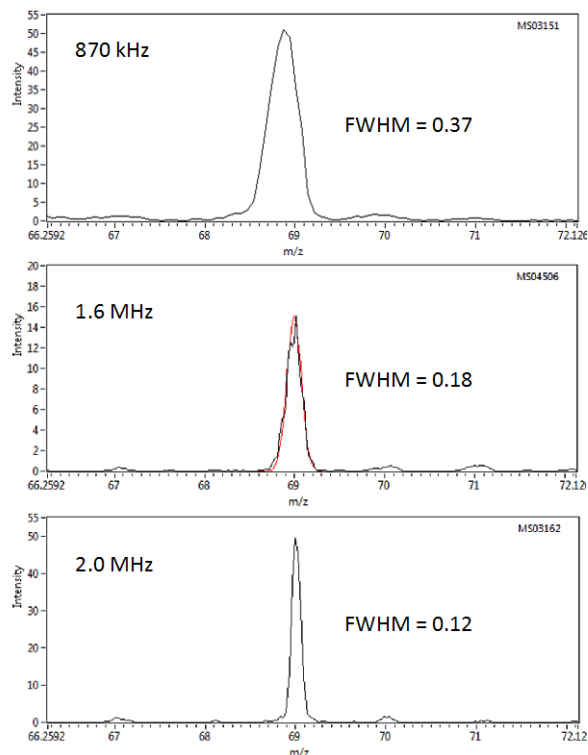 55
50
45
40
35
30
25
20
15
10
5
0
Intensity
870 kHz
MS03151
FWHM = 0.37
66.2592 67 68 69 70 71 72.126
m/z
20
18
16
14
12
10
8
6
4
2
0
Intensity
1.6 MHz
MS04506
FWHM = 0.18
66.2592 67 68 69 70 71 72.126
m/z
55
50
40
30
20
10
0
Intensity
2.0 MHz
MS03162
FWHM = 0.12
66.2592 67 68 69 70 71 72.126
m/z